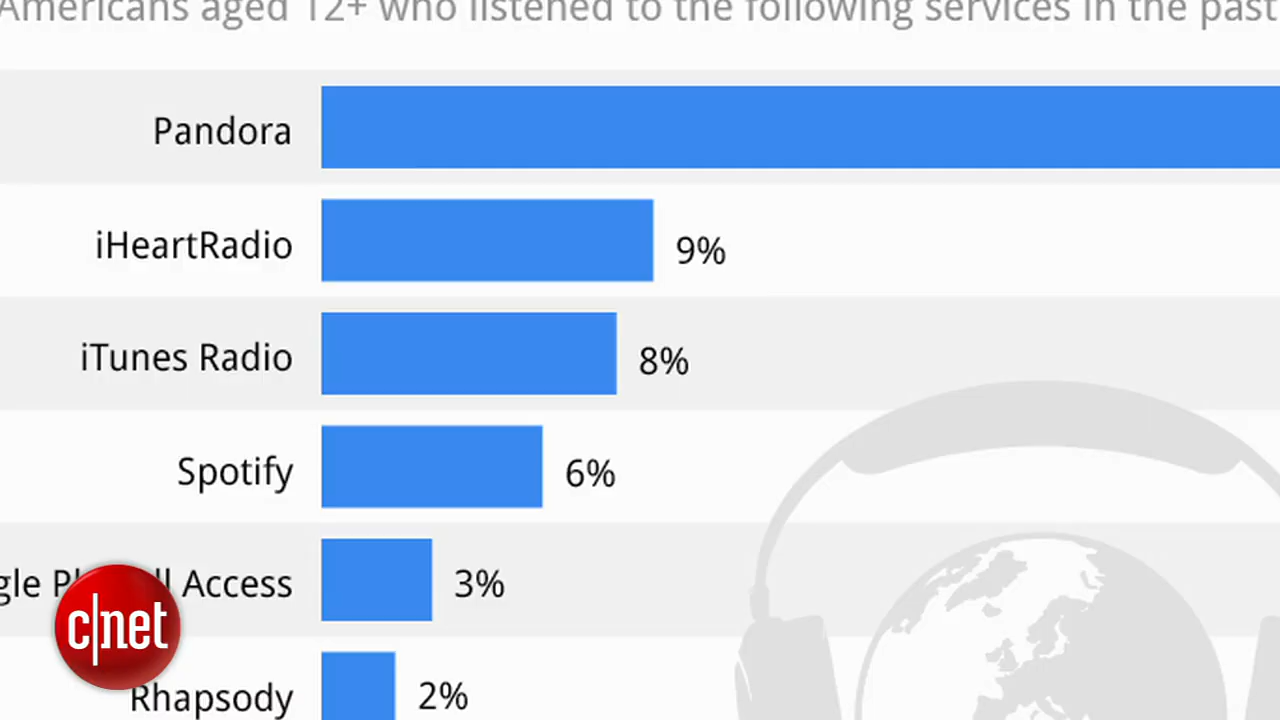 Americans aged 12+ who listened to the following services in the past
Pandora
iHeartRadio
9%
iTunes Radio
8%
Spotify
6%
Access
3%
c|net
Rhapsody
2%